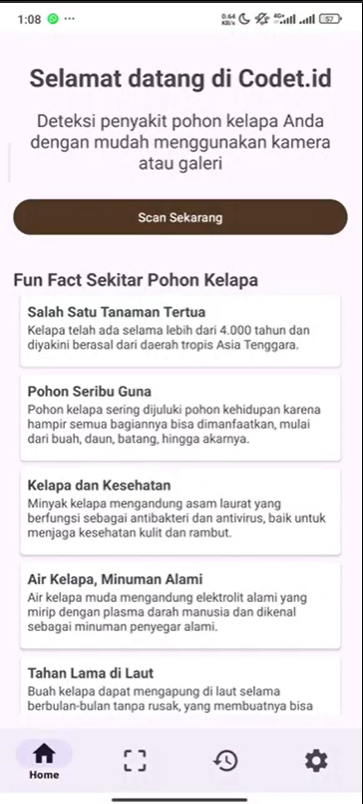 1:08
0.64
KB/s
4G+
57
Selamat datang di Codet.id
Deteksi penyakit pohon kelapa Anda
dengan mudah menggunakan kamera
atau galeri
Scan Sekarang
Fun Fact Sekitar Pohon Kelapa
Salah Satu Tanaman Tertua
Kelapa telah ada selama lebih dari 4.000 tahun dan
diyakini berasal dari daerah tropis Asia Tenggara.
Pohon Seribu Guna
Pohon kelapa sering dijuluki pohon kehidupan karena
hampir semua bagiannya bisa dimanfaatkan, mulai
dari buah, daun, batang, hingga akarnya.
Kelapa dan Kesehatan
Minyak kelapa mengandung asam laurat yang
berfungsi sebagai antibakteri dan antivirus, baik untuk
menjaga kesehatan kulit dan rambut.
Air Kelapa, Minuman Alami
Air kelapa muda mengandung elektrolit alami yang
mirip dengan plasma darah manusia dan dikenal
sebagai minuman penyegar alami.
Tahan Lama di Laut
Buah kelapa dapat mengapung di laut selama
berbulan-bulan tanpa rusak, yang membuatnya bisa
Home